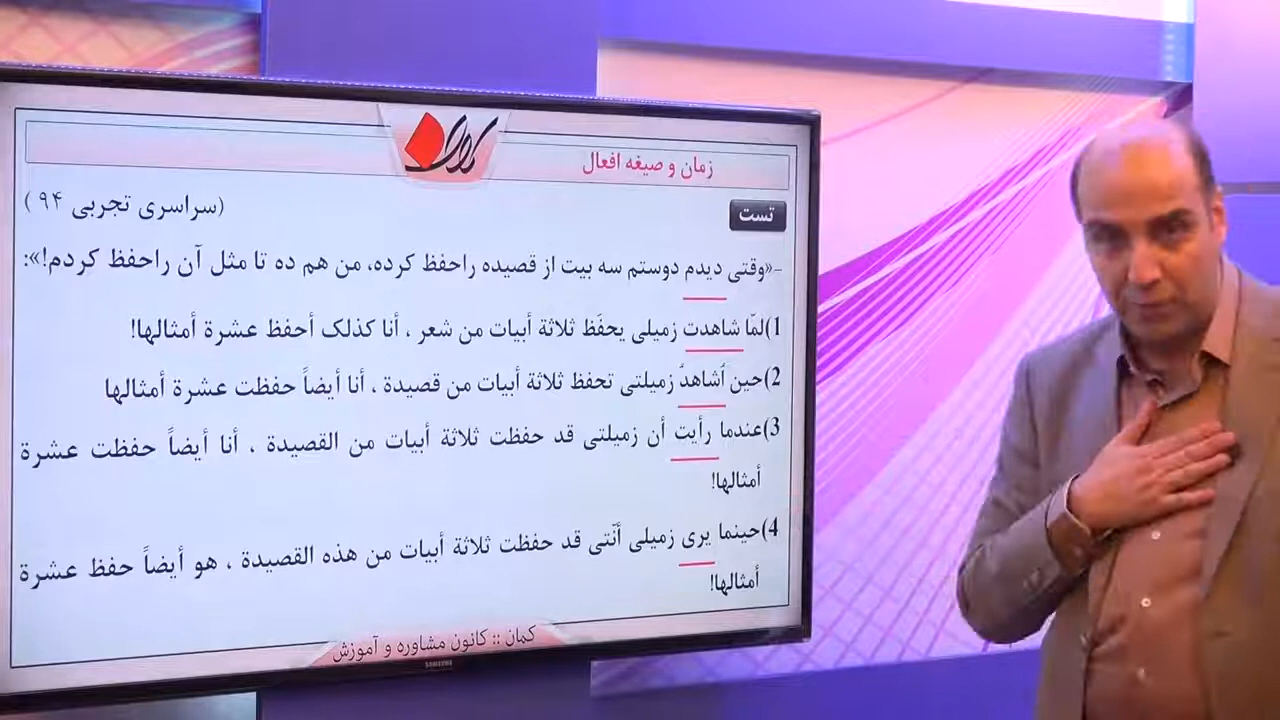 کمان
زمان و صیغه افعال
تست
(سراسری تجربی ۹۴)
-«وقتی دیدم دوستم سه بیت از قصیده راحفظ کرده، من هم ده تا مثل آن راحفظ کردم!»:
1)لمّا شاهدت زمیلی یحفَظ ثلاثة أبیات من شعر ، أنا کذلک أحفظ عشرة أمثالها!
2)حین اُشاهدُ زمیلتی تحفظ ثلاثة أبیات من قصیدة ، أنا أیضاً حفظت عشرة أمثالها
3)عندما رأیت أن زمیلتی قد حفظت ثلاثة أبیات من القصیدة ، أنا أیضاً حفظت عشرة
أمثالها!
4)حینما یری زمیلی أنّنی قد حفظت ثلاثة أبیات من هذه القصیدة ، هو أیضاً حفظ عشرة
أمثالها!
کمان :: کانون مشاوره و آموزش
SAMSUNG